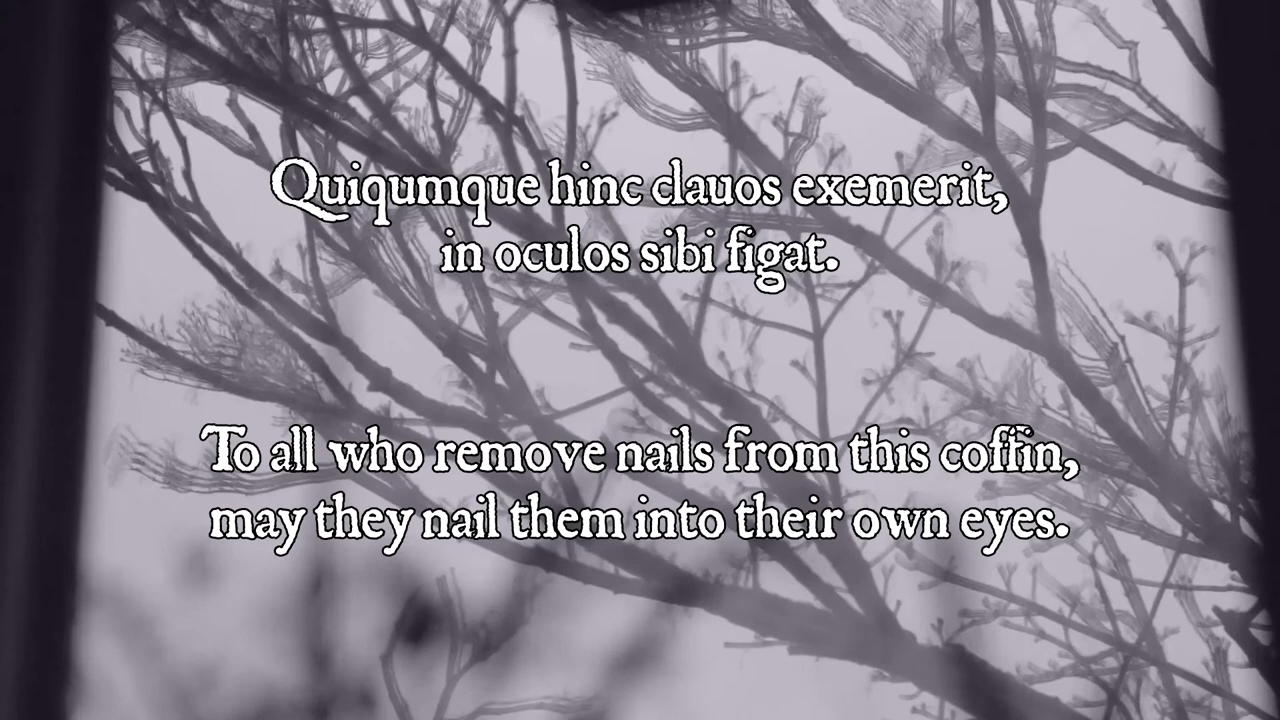 Quiqumque hinc clauos exemerit,
in oculos sibi figat.
To all who remove nails from this coffin,
may they nail them into their own eyes.